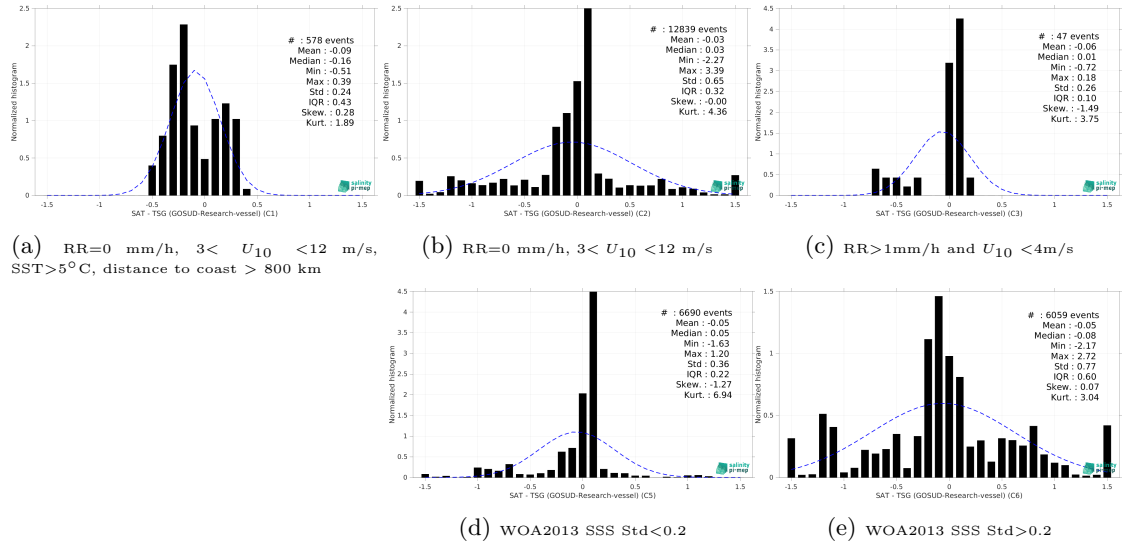 2.5
2
1.5
1
0.5
0
-1.5 -1 -0.5 0 0.5 1 1.5
Normalized histogram
SAT - TSG (GOSUD-Research-vessel) (C1)
# : 578 events
Mean : -0.09
Median : -0.16
Min : -0.51
Max : 0.39
Std : 0.24
IQR : 0.43
Skew. : 0.28
Kurt. : 1.89
salinity
pi-mep
(a) RR=0 mm/h, 3< U10 <12 m/s,
SST>5°C, distance to coast > 800 km
2.5
2
1.5
1
0.5
0
-1.5 -1 -0.5 0 0.5 1 1.5
Normalized histogram
SAT - TSG (GOSUD-Research-vessel) (C2)
# : 12839 events
Mean : -0.03
Median : 0.03
Min : -2.27
Max : 3.39
Std : 0.65
IQR : 0.32
Skew. : -0.00
Kurt. : 4.36
salinity
pi-mep
(b) RR=0 mm/h, 3< U10 <12 m/s
4.5
4
3.5
3
2.5
2
1.5
1
0.5
0
-1.5 -1 -0.5 0 0.5 1 1.5
Normalized histogram
SAT - TSG (GOSUD-Research-vessel) (C3)
# : 47 events
Mean : -0.06
Median : 0.01
Min : -0.72
Max : 0.18
Std : 0.26
IQR : 0.10
Skew. : -1.49
Kurt. : 3.75
salinity
pi-mep
(c) RR>1mm/h and U10 <4m/s
4.5
4
3.5
3
2.5
2
1.5
1
0.5
0
-1.5 -1 -0.5 0 0.5 1 1.5
Normalized histogram
SAT - TSG (GOSUD-Research-vessel) (C5)
# : 6690 events
Mean : -0.05
Median : 0.05
Min : -1.63
Max : 1.20
Std : 0.36
IQR : 0.22
Skew. : -1.27
Kurt. : 6.94
salinity
pi-mep
(d) WOA2013 SSS Std<0.2
1.5
1
0.5
0
-1.5 -1 -0.5 0 0.5 1 1.5
Normalized histogram
SAT - TSG (GOSUD-Research-vessel) (C6)
# : 6059 events
Mean : -0.05
Median : -0.08
Min : -2.17
Max : 2.72
Std : 0.77
IQR : 0.60
Skew. : 0.07
Kurt. : 3.04
salinity
pi-mep
(e) WOA2013 SSS Std>0.2